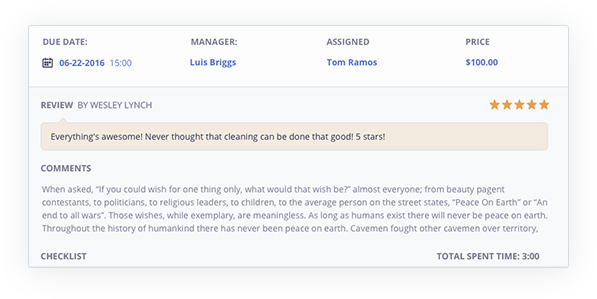 DUE DATE: MANAGER: ASSIGNED PRICE
06-22-2016 15:00 Luis Briggs Tom Ramos $100.00
REVIEW BY WESLEY LYNCH
Everything's awesome! Never thought that cleaning can be done that good! 5 stars!
COMMENTS
When asked, “If you could wish for one thing only, what would that wish be?” almost everyone; from beauty pagent
contestants, to politicians, to religious leaders, to children, to the average person on the street states, “Peace On Earth” or “An
end to all wars”. Those wishes, while exemplary, are meaningless. As long as humans exist there will never be peace on earth.
Throughout the history of humankind there has never been peace on earth. Cavemen fought other cavemen over territory,
CHECKLIST TOTAL SPENT TIME: 3:00